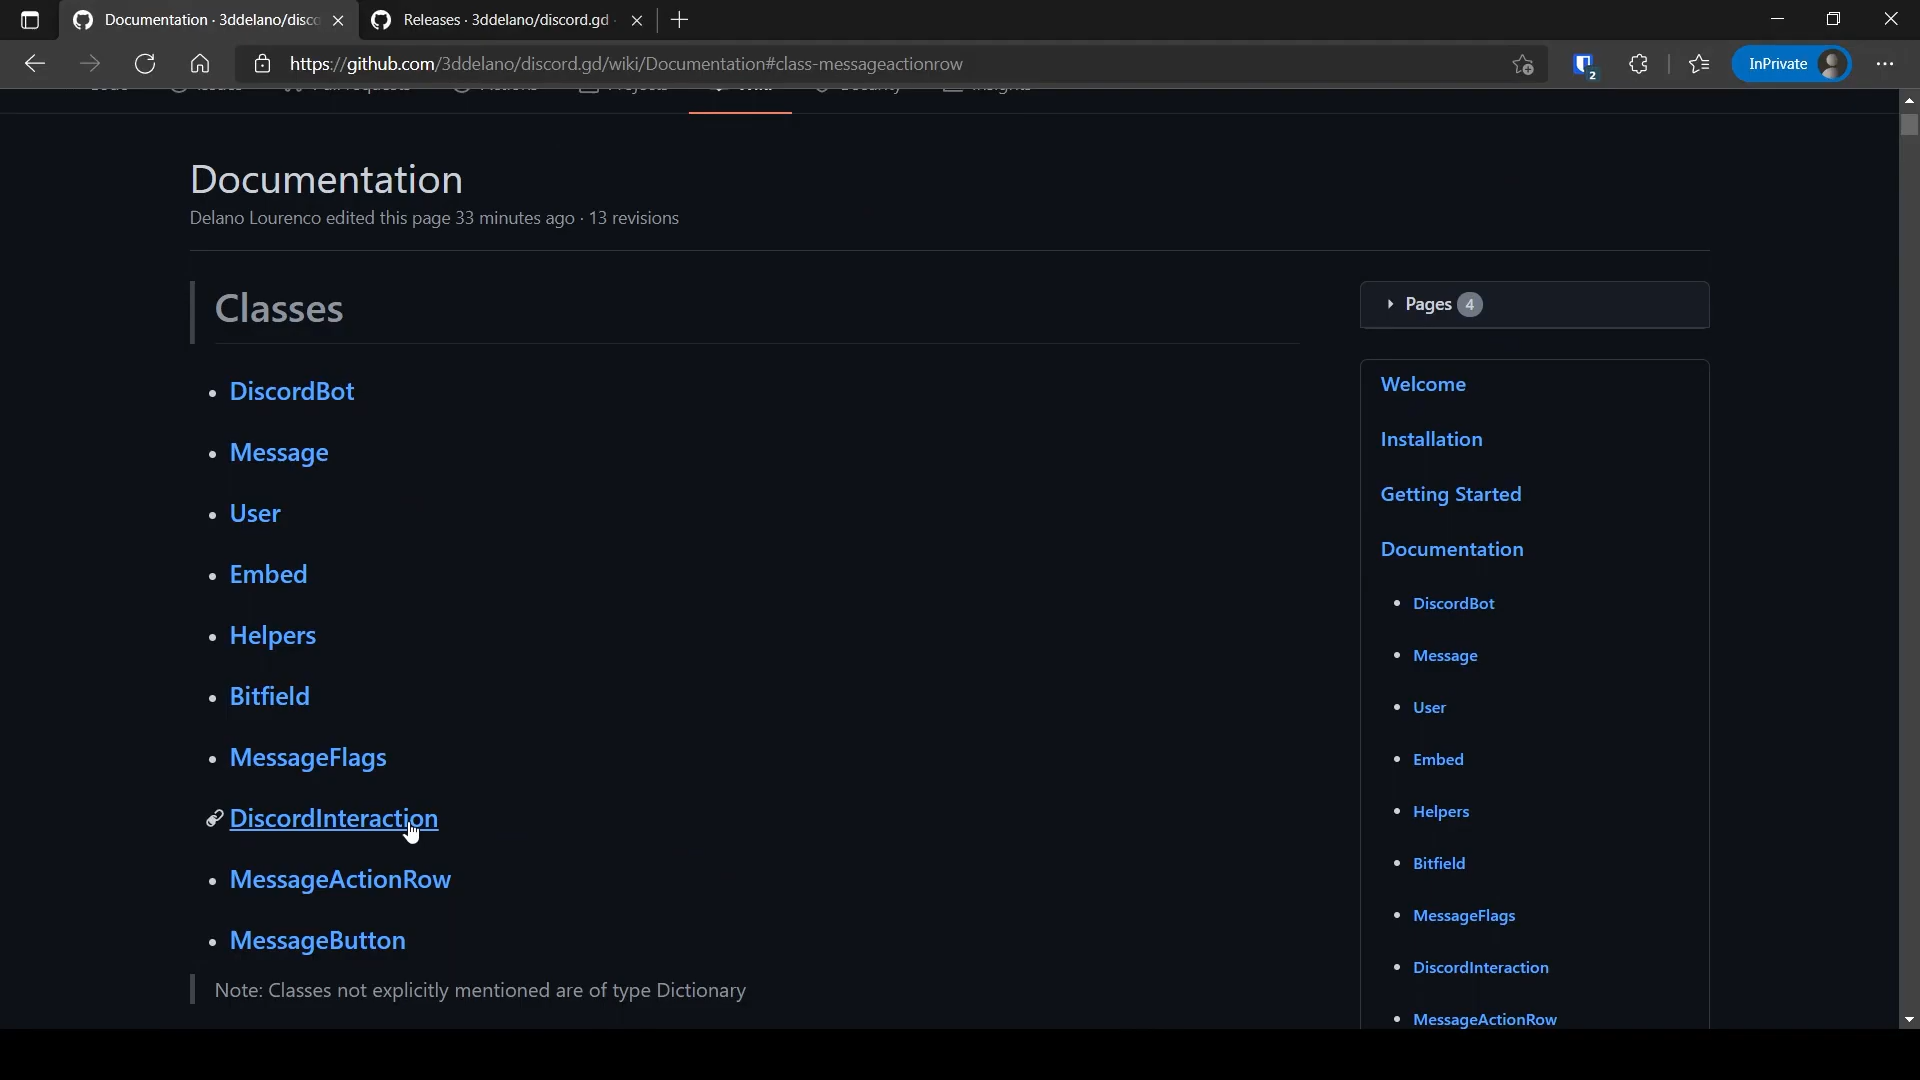 Documentation · 3ddelano/disco
Releases · 3ddelano/discord.gd
https://github.com/3ddelano/discord.gd/wiki/Documentation#class-messageactionrow
2
InPrivate
Documentation
Delano Lourenco edited this page 33 minutes ago · 13 revisions
Classes
DiscordBot
Message
User
Embed
Helpers
Bitfield
MessageFlags
DiscordInteraction
MessageActionRow
MessageButton
Note: Classes not explicitly mentioned are of type Dictionary
Pages 4
Welcome
Installation
Getting Started
Documentation
DiscordBot
Message
User
Embed
Helpers
Bitfield
MessageFlags
DiscordInteraction
MessageActionRow